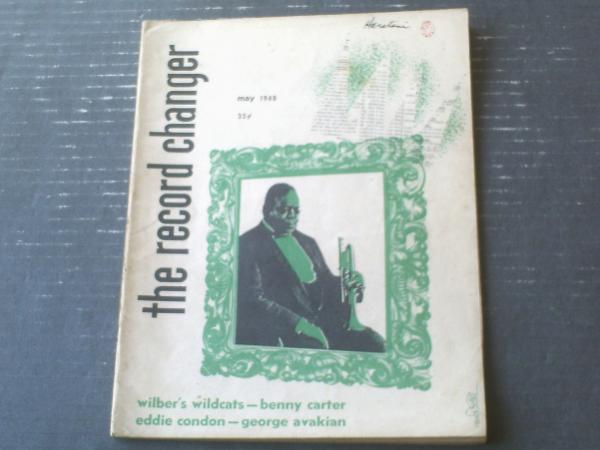 the record changer
may 1948
35¢
wilber's wildcats — benny carter
eddie condon — george avakian